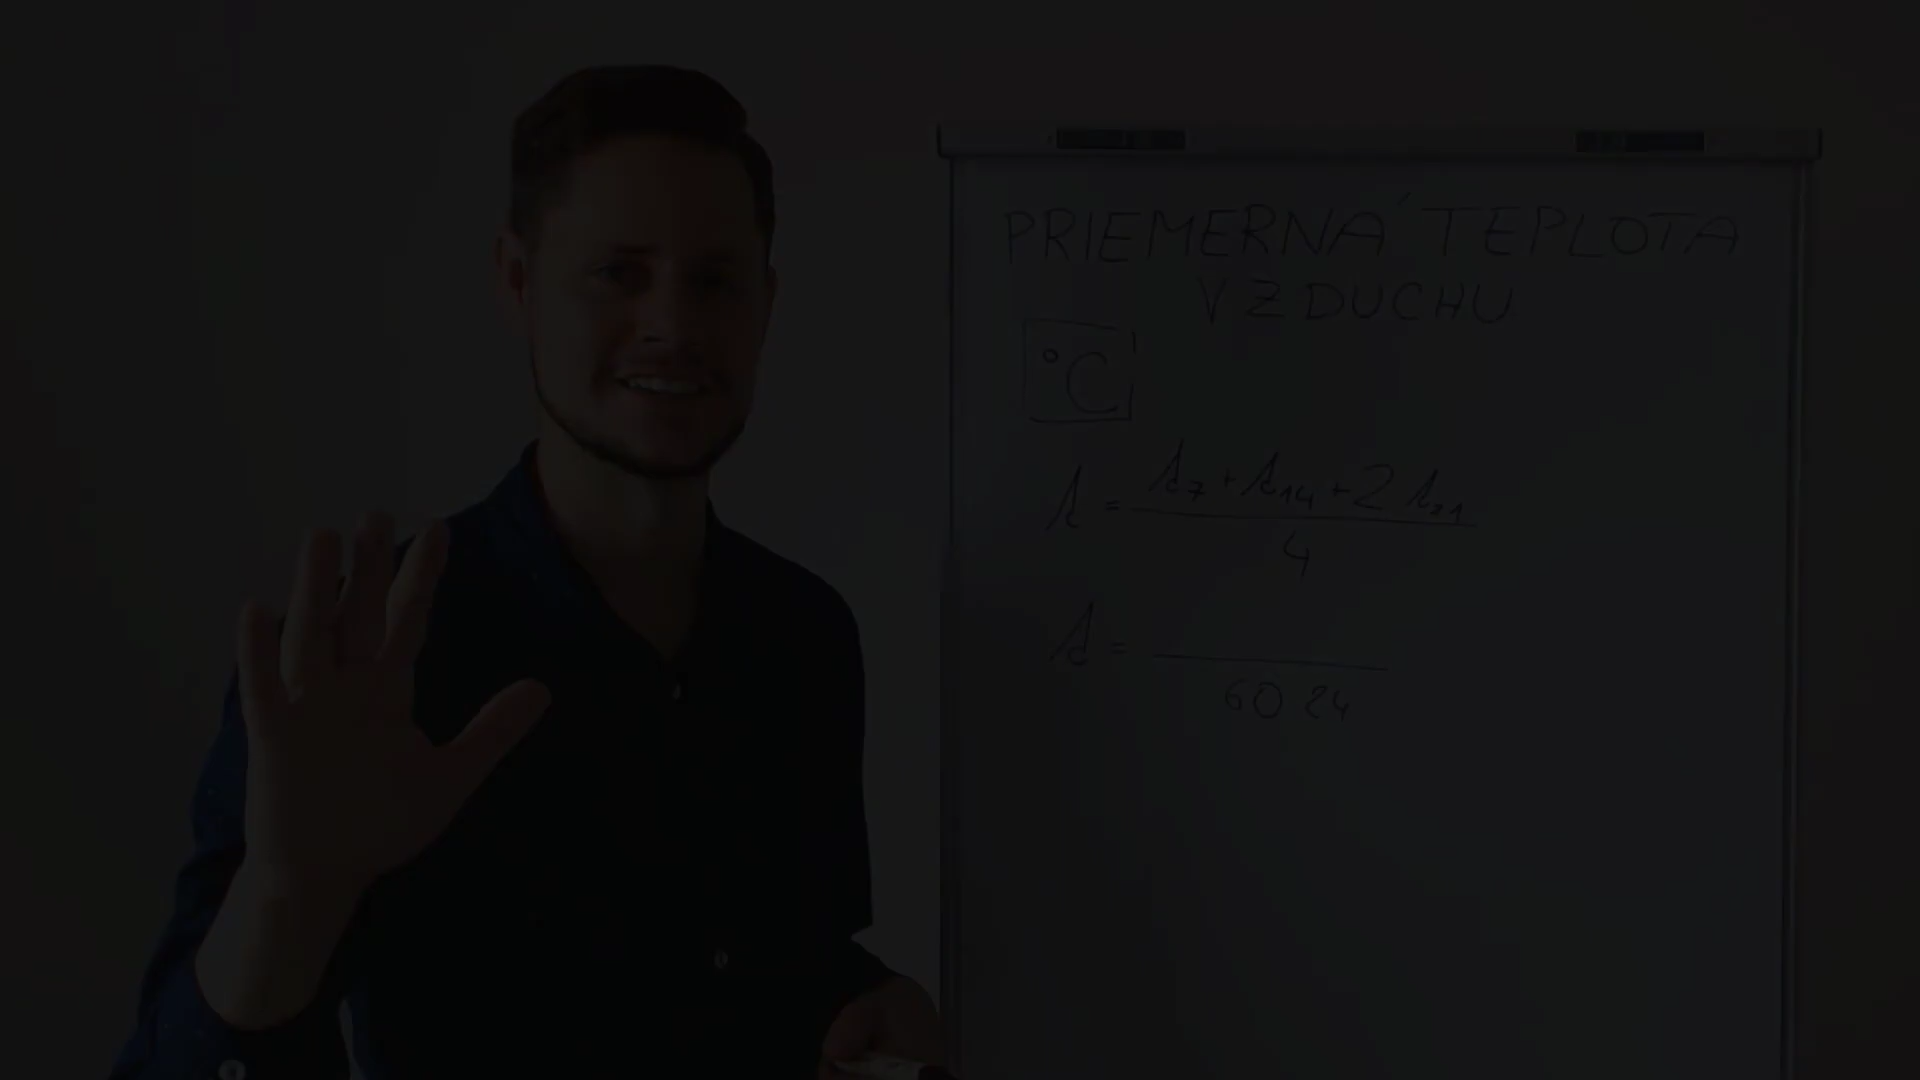 PRIEMERNÁ TEPLOTA
VZDUCHU
°C
t = t7 + t14 + 2 t21
4
t =
60 24